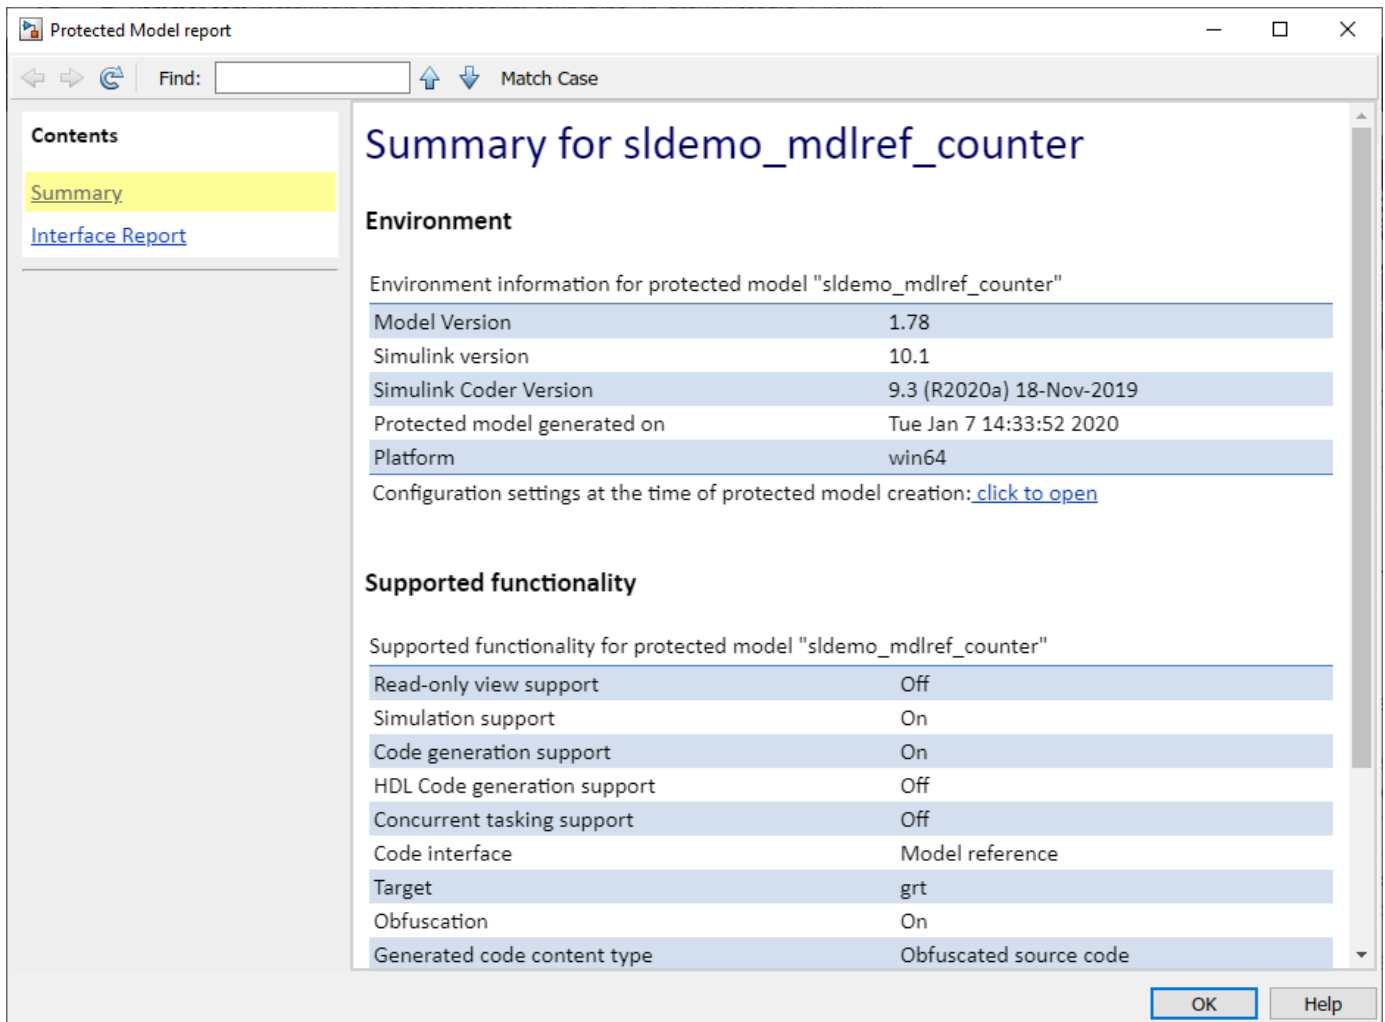 Protected Model report
Find: Match Case
Contents
Summary
Interface Report
Summary for sldemo_mdlref_counter
Environment
Environment information for protected model "sldemo_mdlref_counter"
Model Version 1.78
Simulink version 10.1
Simulink Coder Version 9.3 (R2020a) 18-Nov-2019
Protected model generated on Tue Jan 7 14:33:52 2020
Platform win64
Configuration settings at the time of protected model creation: click to open
Supported functionality
Supported functionality for protected model "sldemo_mdlref_counter"
Read-only view support Off
Simulation support On
Code generation support On
HDL Code generation support Off
Concurrent tasking support Off
Code interface Model reference
Target grt
Obfuscation On
Generated code content type Obfuscated source code
OK Help